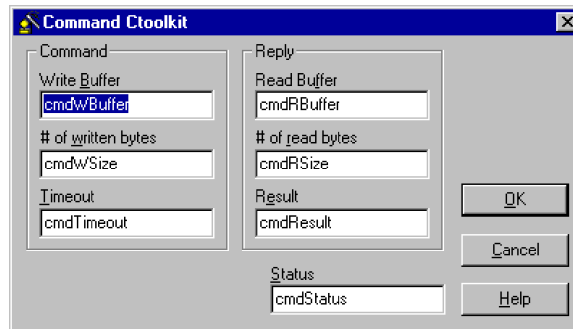 Command Ctoolkit
Command
Write Buffer
cmdWBuffer
# of written bytes
cmdWSize
Timeout
cmdTimeout
Reply
Read Buffer
cmdRBuffer
# of read bytes
cmdRSize
Result
cmdResult
Status
cmdStatus
OK
Cancel
Help